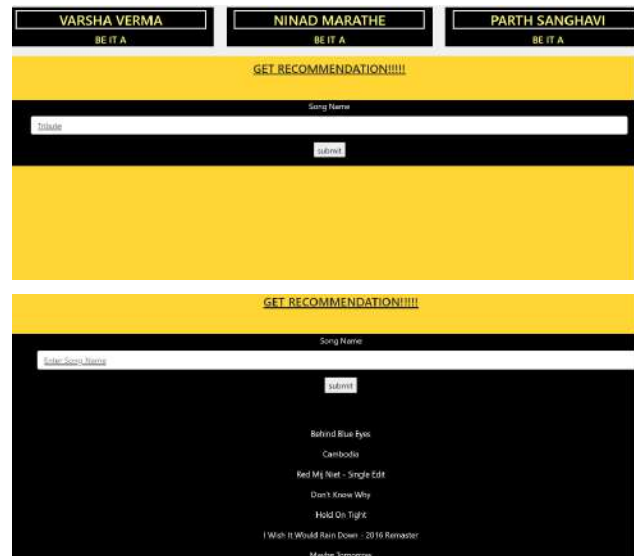 VARSHA VERMA NINAD MARATHE PARTH SANGHAVI
BE IT A BE IT A BE IT A
GET RECOMMENDATION!!!!!
Song Name
Tribute
submit
GET RECOMMENDATION!!!!!
Song Name
Enter Song Name
submit
Behind Blue Eyes
Cambodia
Red Mij Niet - Single Edit
Don't Know Why
Hold On Tight
I Wish It Would Rain Down - 2016 Remaster
Maybe Tomorrow